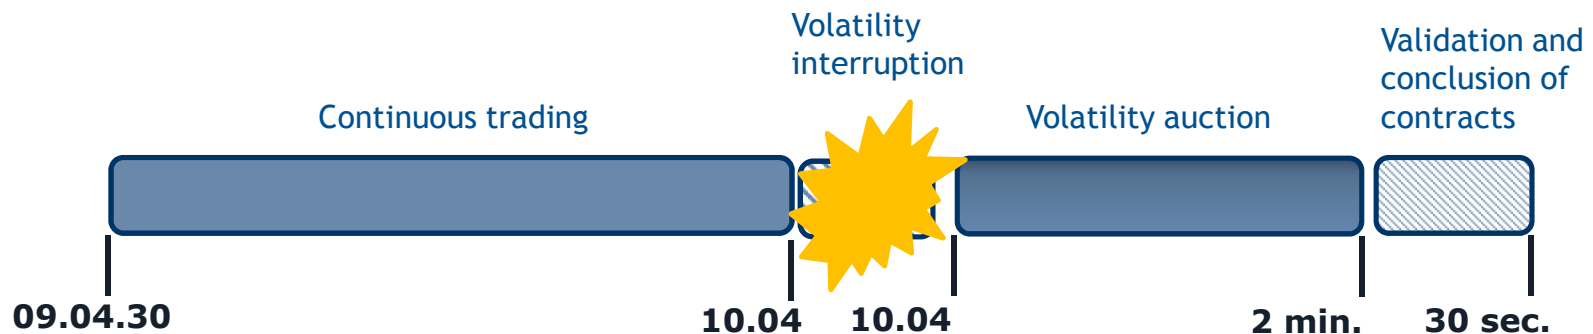 Volatility
interruption
Validation and
conclusion of
contracts
Continuous trading
Volatility auction
09.04.30
10.04
10.04
2 min.
30 sec.